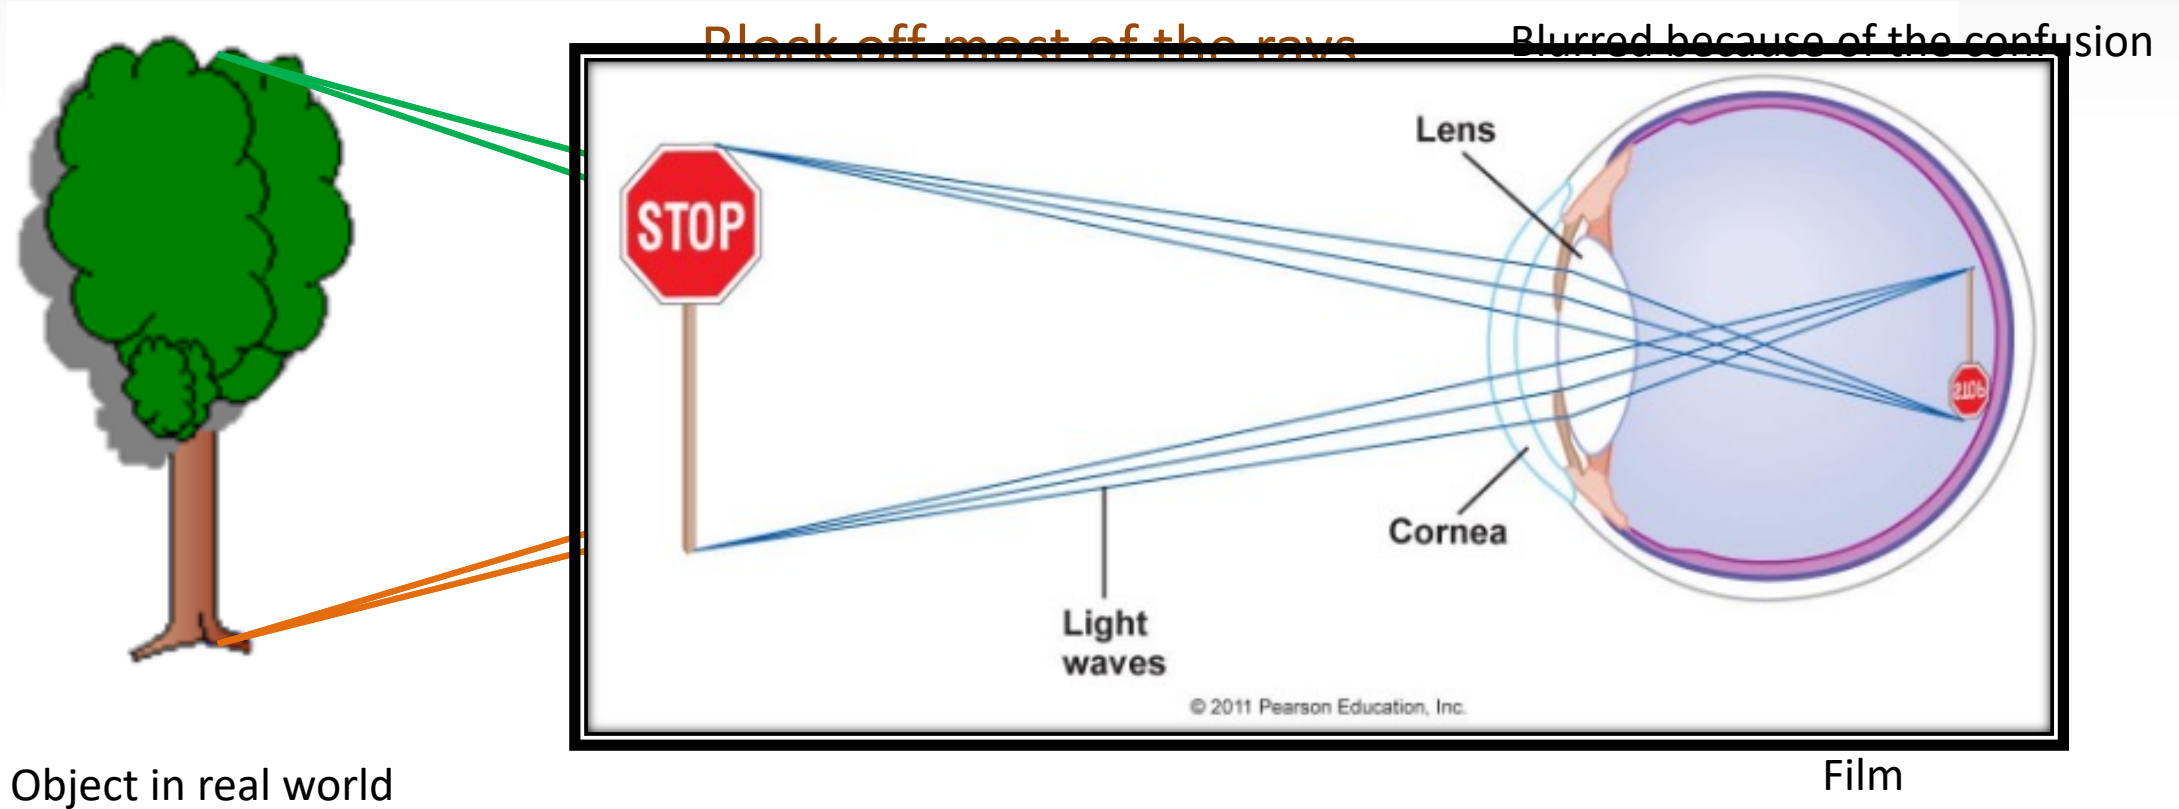 Block off most of the rays
Blurred because of the confusion
Lens
STOP
STOP
Cornea
Light
waves
© 2011 Pearson Education, Inc.
Object in real world
Film